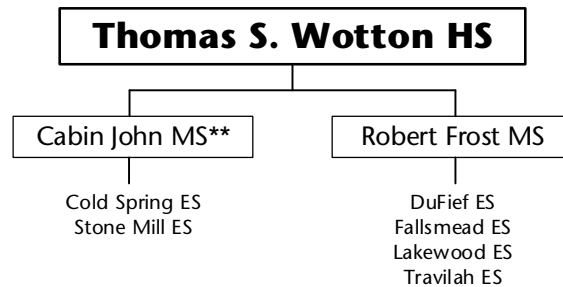 Thomas S. Wotton HS
Cabin John MS**
Cold Spring ES
Stone Mill ES
Robert Frost MS
DuFief ES
Fallsmead ES
Lakewood ES
Travilah ES